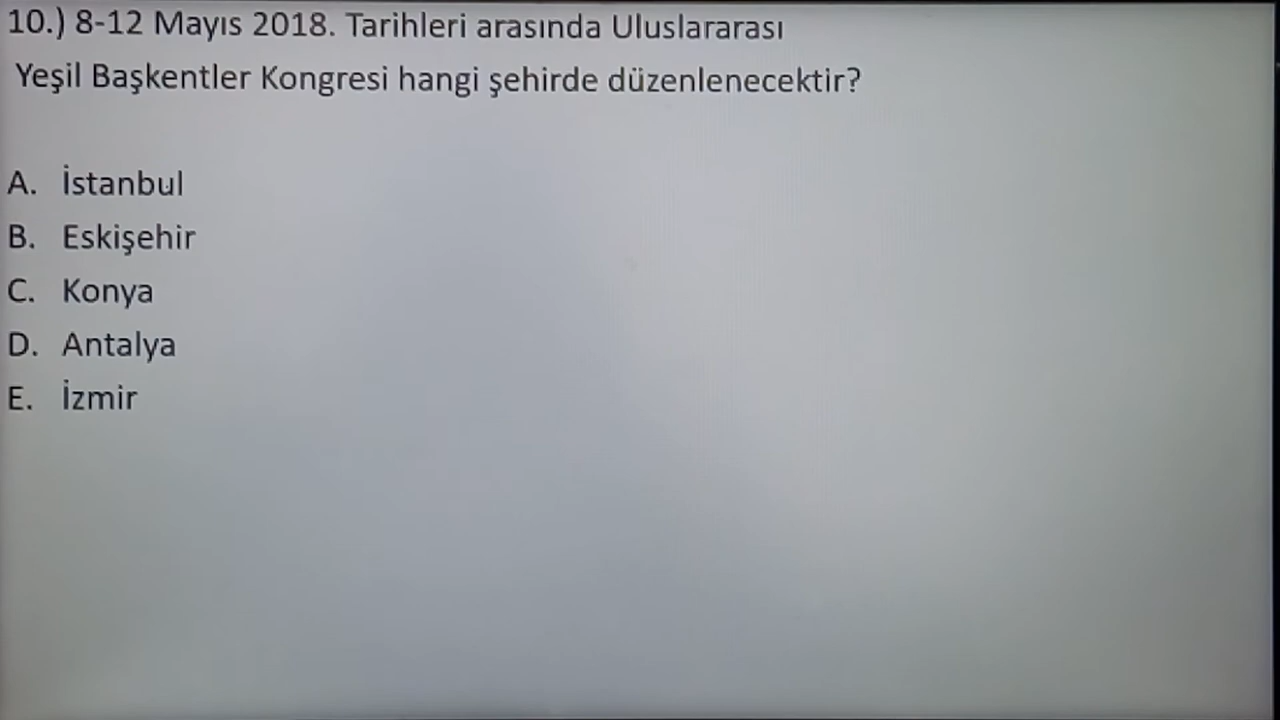 10.) 8-12 Mayıs 2018. Tarihleri arasında Uluslararası
Yeşil Başkentler Kongresi hangi şehirde düzenlenecektir?
A. İstanbul
B. Eskişehir
C. Konya
D. Antalya
E. İzmir